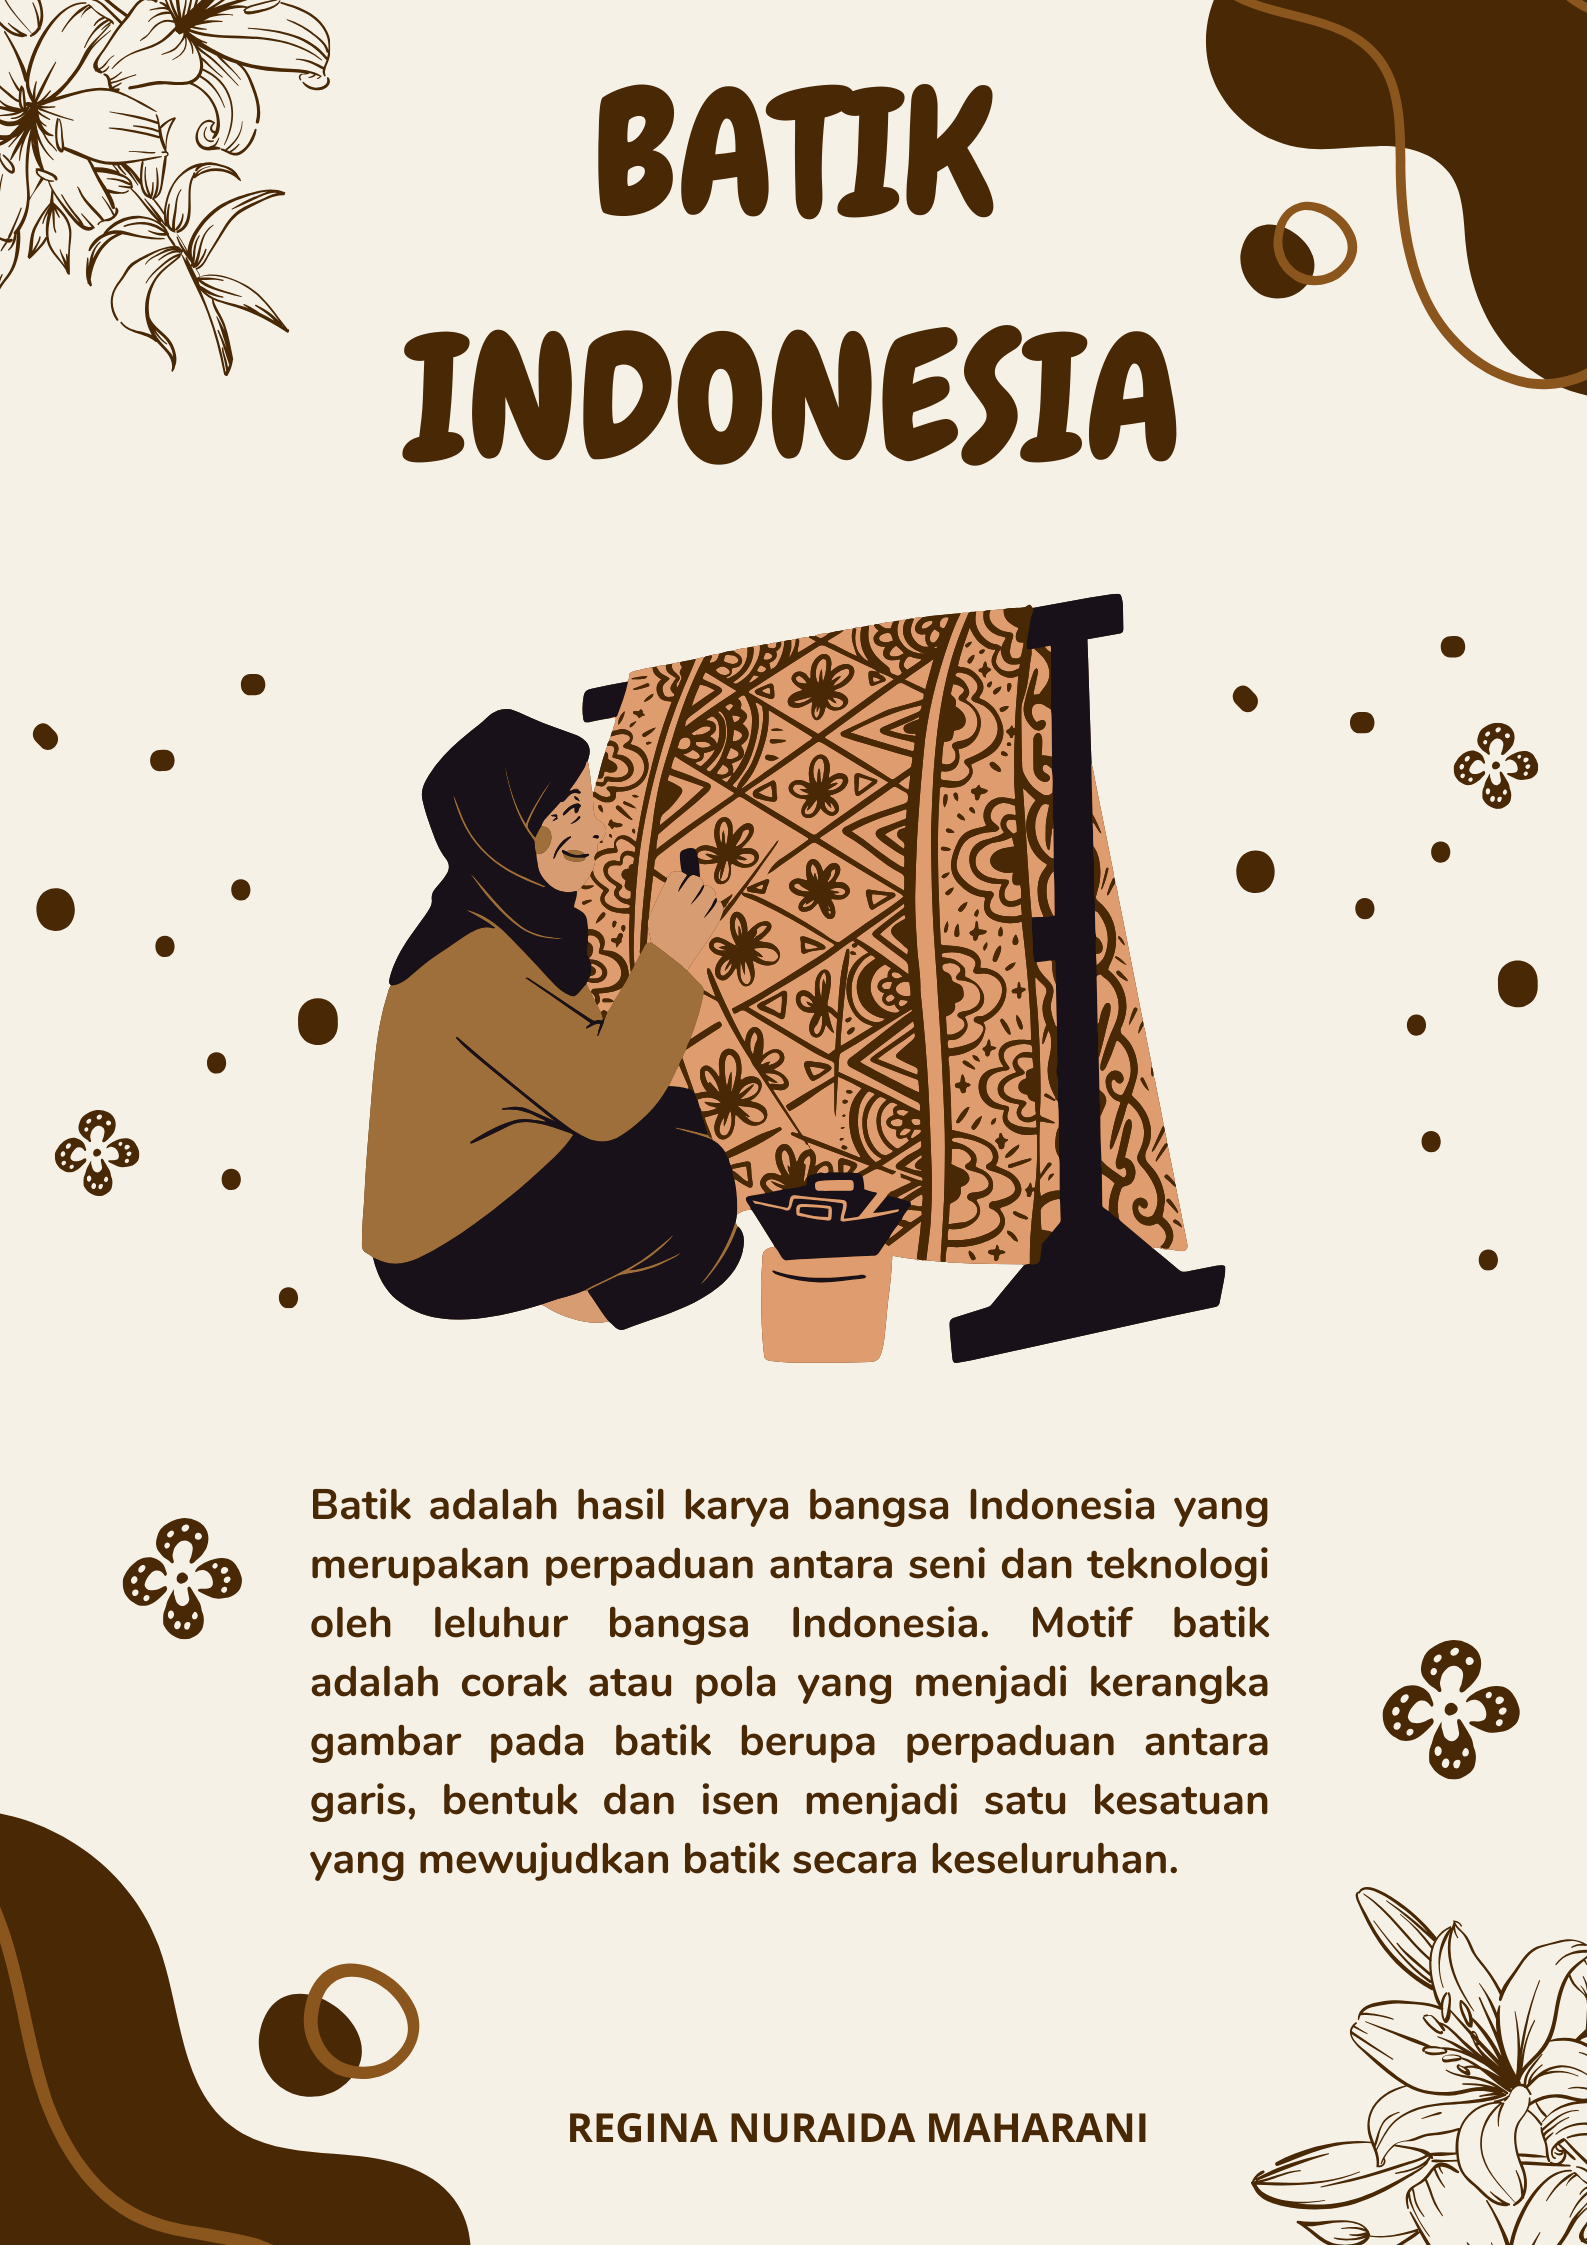 BATIK
INDONESIA
Batik adalah hasil karya bangsa Indonesia yang
merupakan perpaduan antara seni dan teknologi
oleh leluhur bangsa Indonesia. Motif batik
adalah corak atau pola yang menjadi kerangka
gambar pada batik berupa perpaduan antara
garis, bentuk dan isen menjadi satu kesatuan
yang mewujudkan batik secara keseluruhan.
REGINA NURAIDA MAHARANI